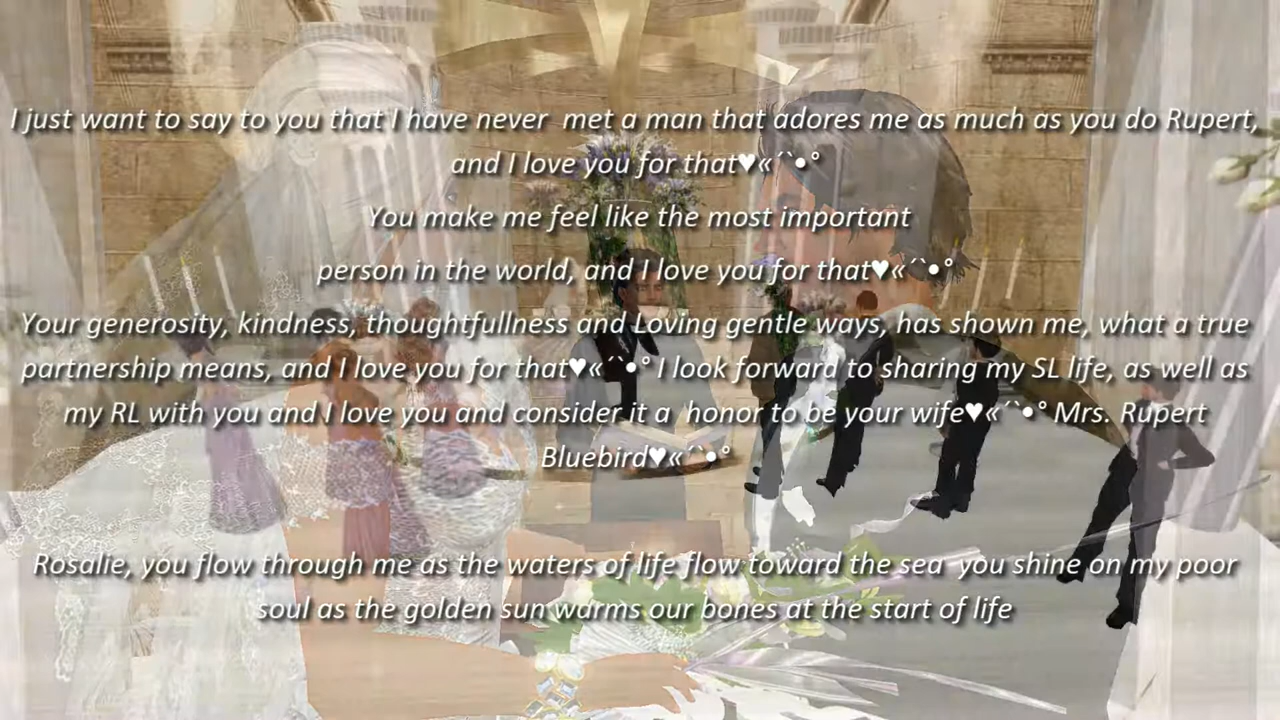 I just want to say to you that I have never  met a man that adores me as much as you do Rupert,
and I love you for that♥«´¨`•°
You make me feel like the most important
person in the world, and I love you for that♥«´¨`•°
Your generosity, kindness, thoughtfullness and Loving gentle ways, has shown me, what a true
partnership means, and I love you for that♥«´¨`•° I look forward to sharing my SL life, as well as
my RL with you and I love you and consider it a  honor to be your wife♥«´¨`•° Mrs. Rupert
Bluebird♥«´¨`•°
Rosalie, you flow through me as the waters of life flow toward the sea  you shine on my poor
soul as the golden sun warms our bones at the start of life